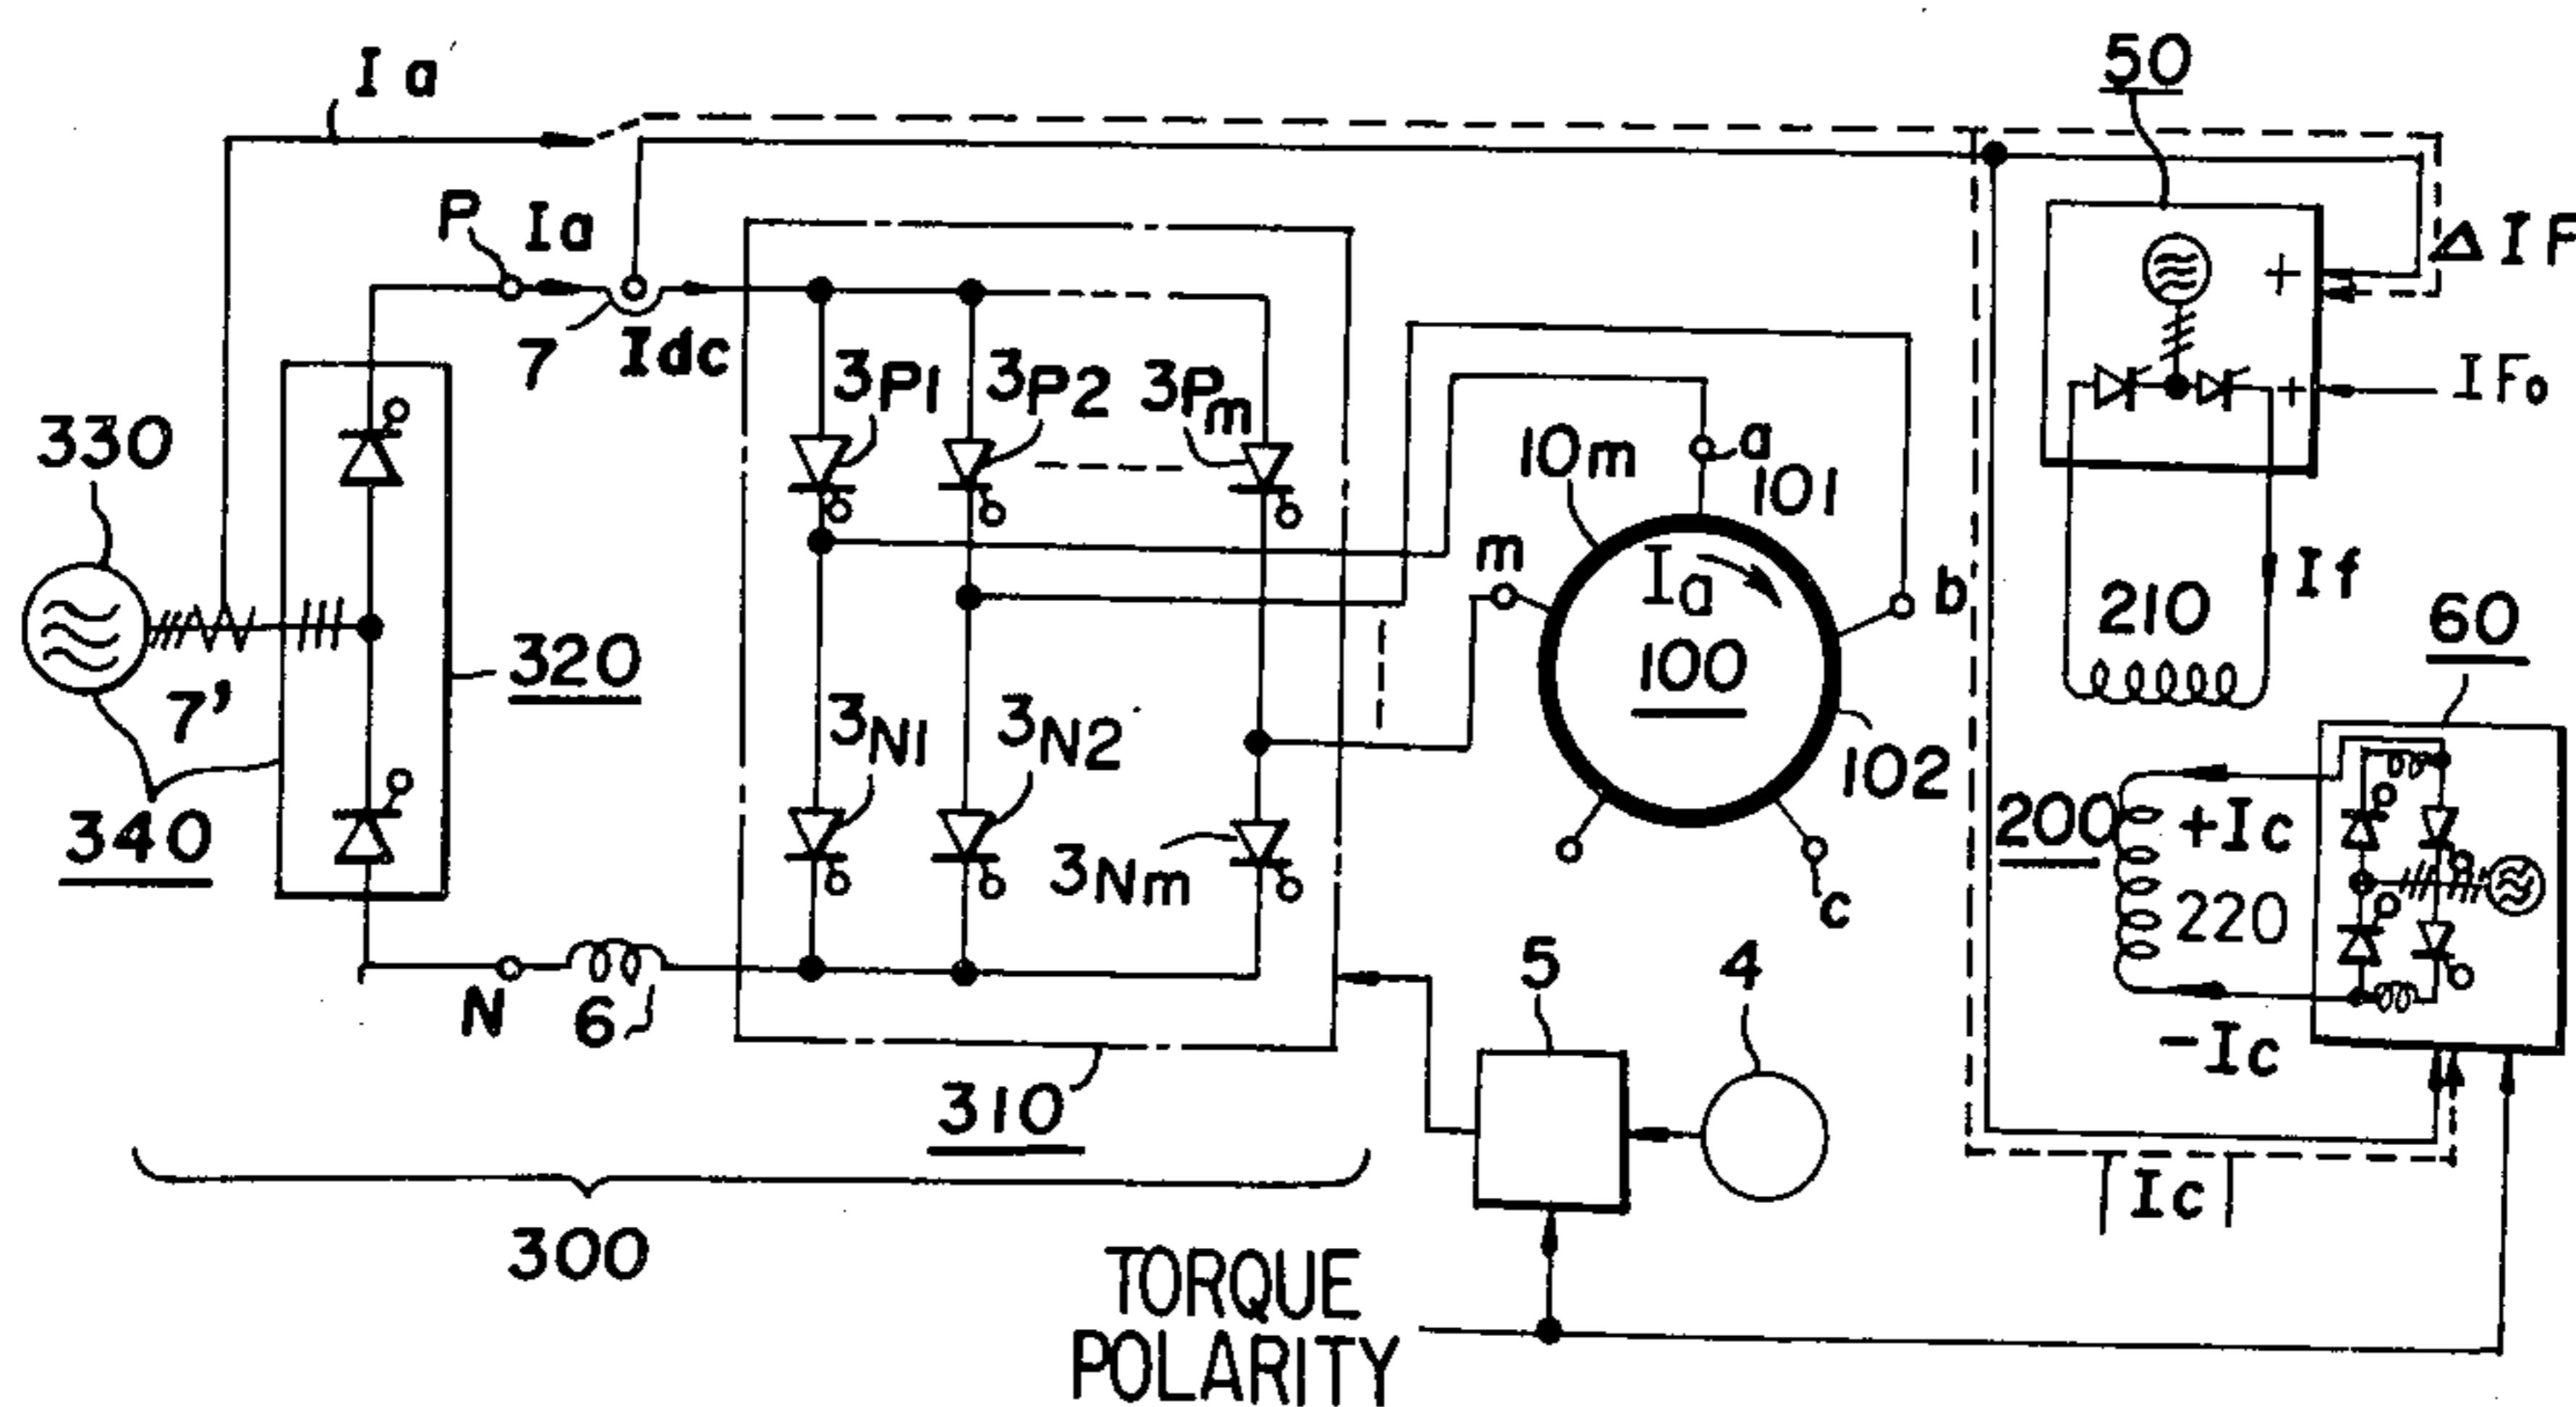 Ia
50
P Ia
ΔIF
7 Idc
3P1 3P2 3Pm
IFo
330
10m a
101
m
Ia
b
If
210
100
60
320
7'
3N1 3N2
102
340
200 +Ic
220
3Nm
c
N 6
5 4
-Ic
310
|Ic|
300
TORQUE
POLARITY